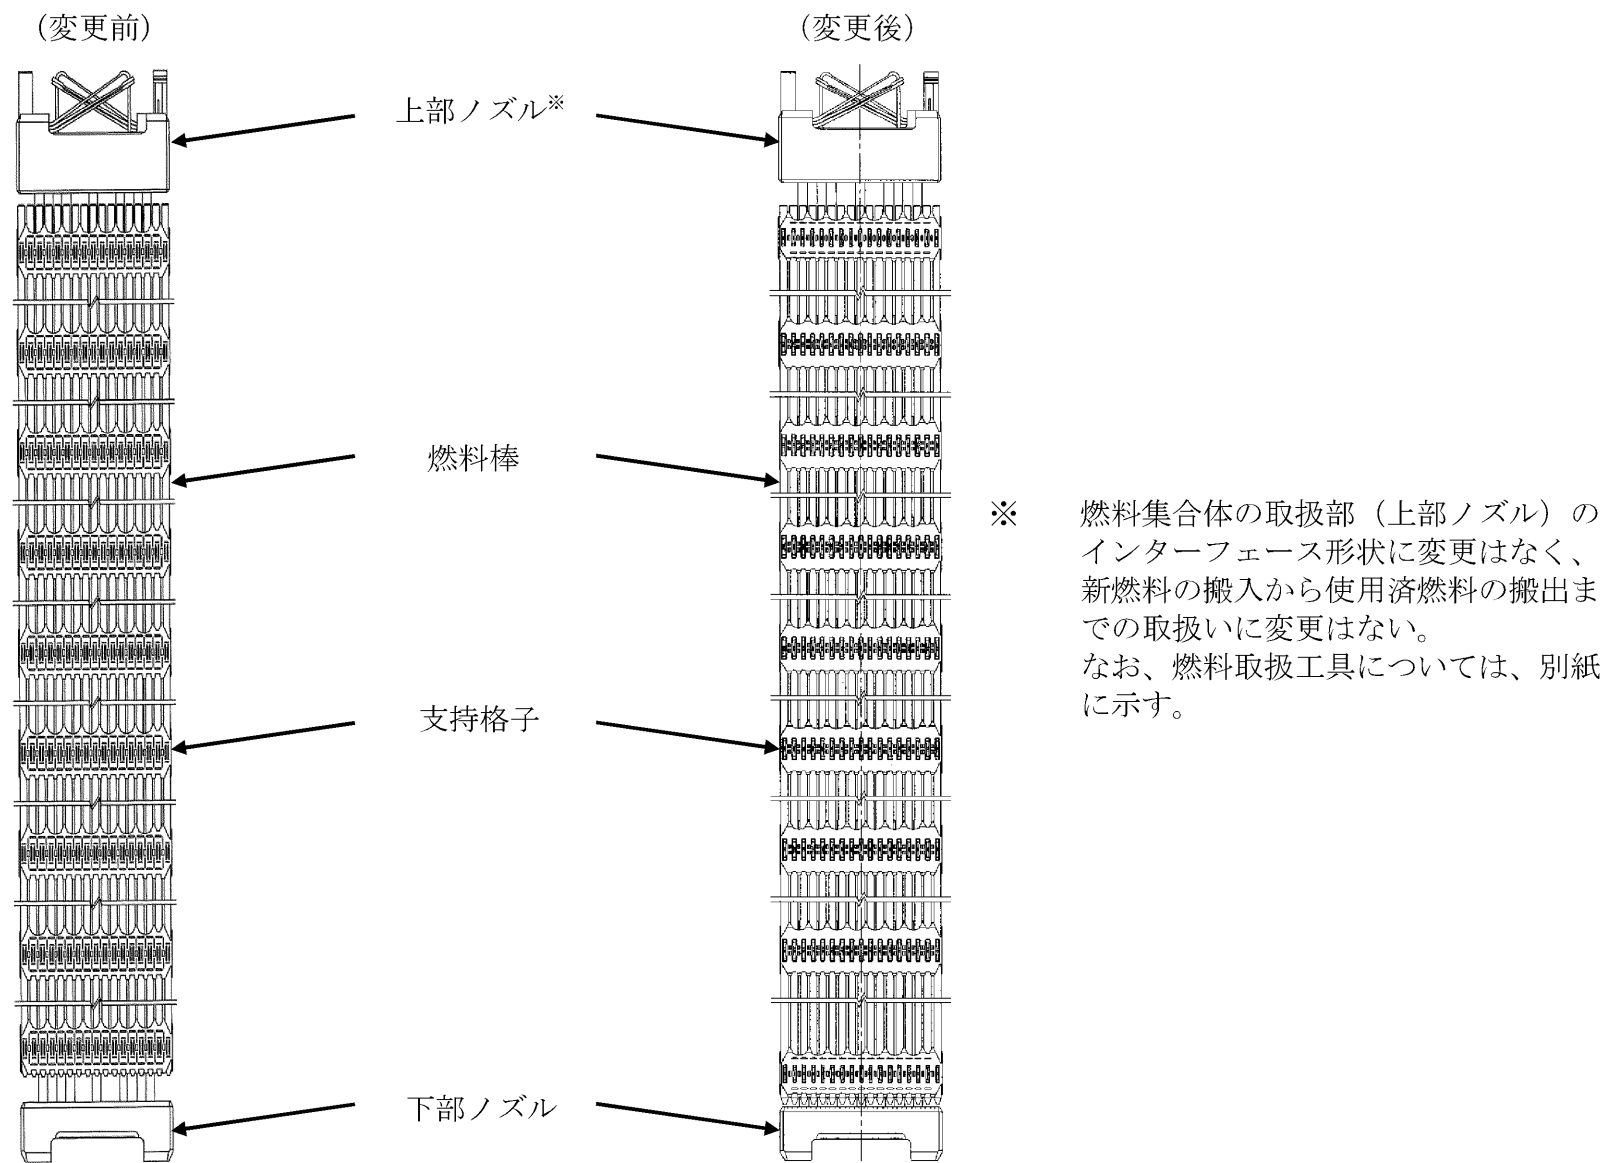 （変更前）
（変更後）
上部ノズル※
燃料棒
支持格子
下部ノズル
※ 燃料集合体の取扱部（上部ノズル）の
インターフェース形状に変更はなく、
新燃料の搬入から使用済燃料の搬出ま
での取扱いに変更はない。
なお、燃料取扱工具については、別紙
に示す。